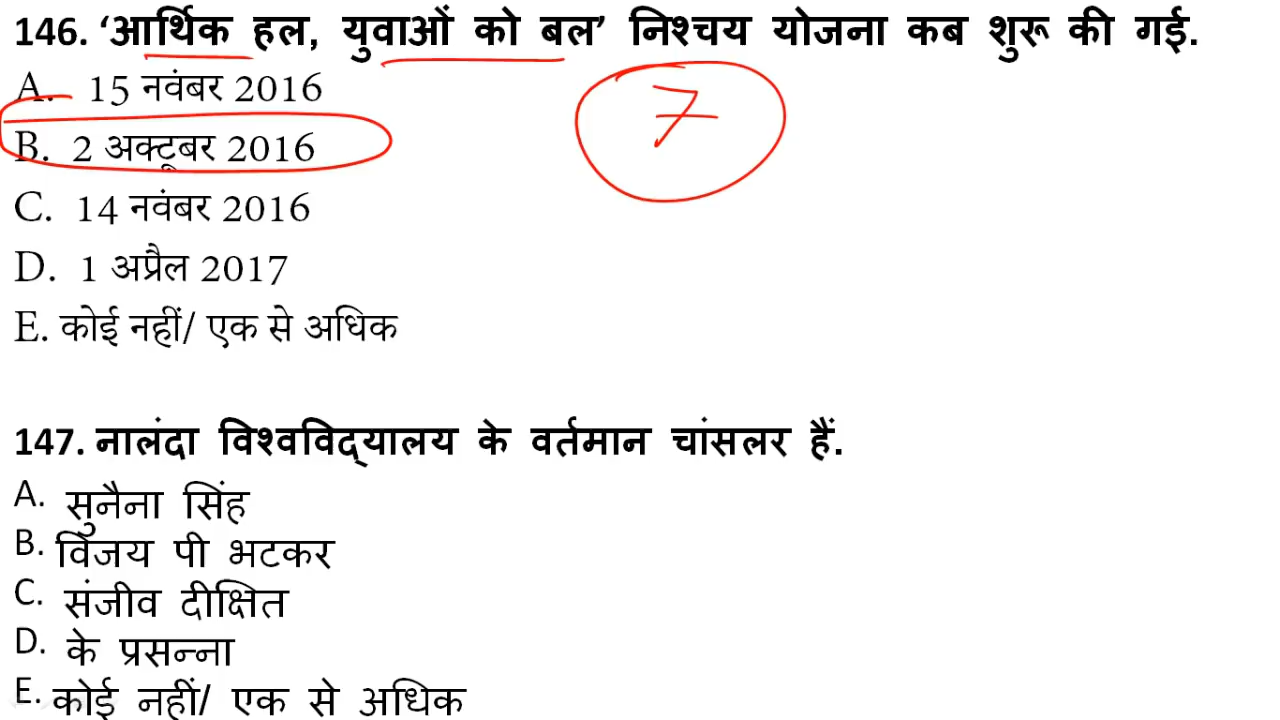 146. ‘आर्थिक हल, युवाओं को बल’ निश्चय योजना कब शुरू की गई.
A. 15 नवंबर 2016
7
B. 2 अक्टूबर 2016
C. 14 नवंबर 2016
D. 1 अप्रैल 2017
E. कोई नहीं/ एक से अधिक
147. नालंदा विश्वविद्यालय के वर्तमान चांसलर हैं.
A. सुनैना सिंह
B. विजय पी भटकर
C. संजीव दीक्षित
D. के प्रसन्ना
E. कोई नहीं/ एक से अधिक